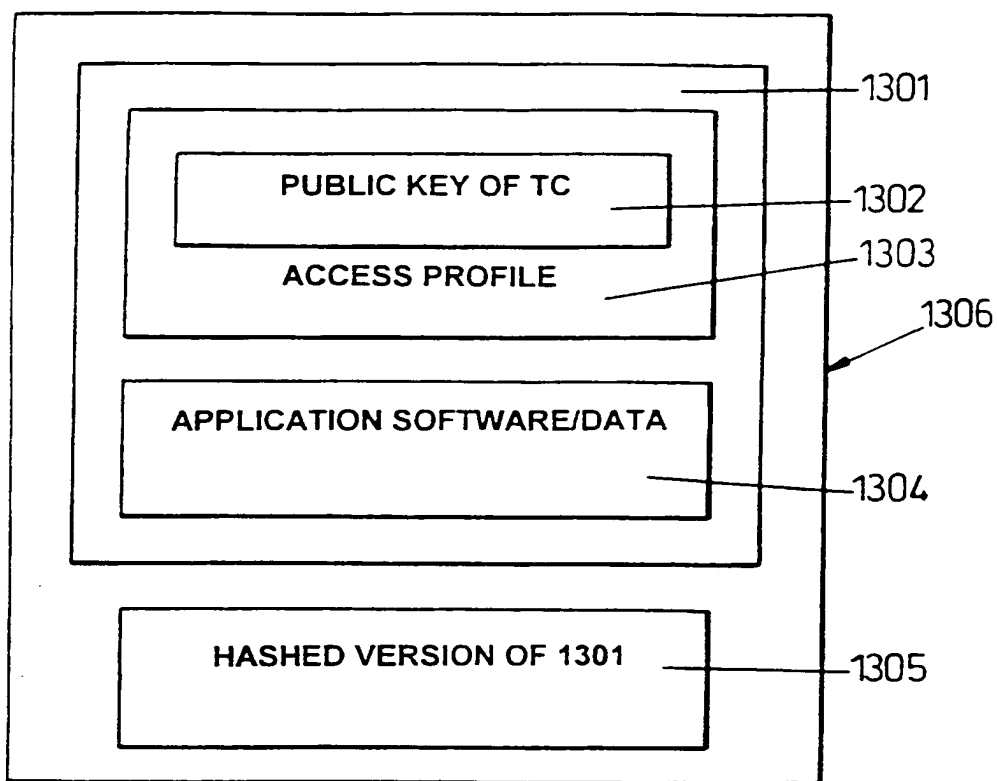 1301
PUBLIC KEY OF TC
1302
1303
ACCESS PROFILE
1306
APPLICATION SOFTWARE/DATA
1304
HASHED VERSION OF 1301
1305